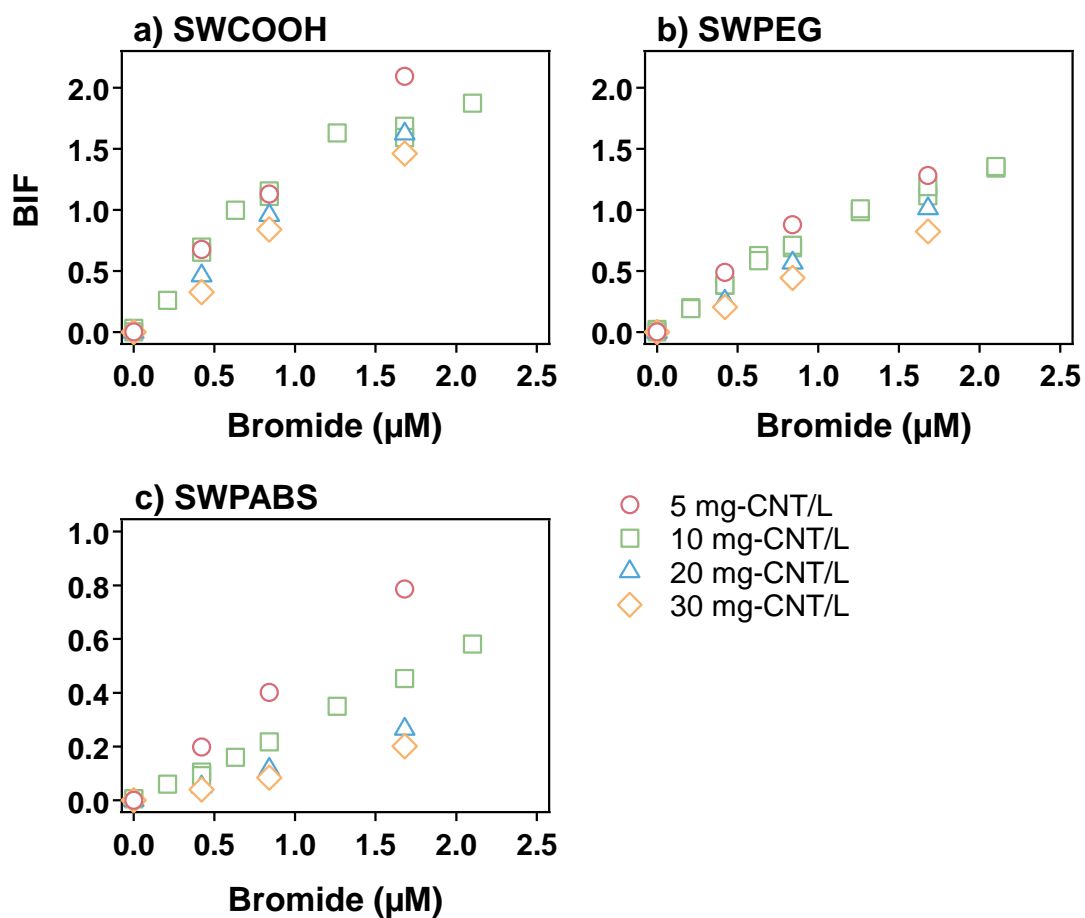 a) SWCOOH
b) SWPEG
BIF
2.0
1.5
1.0
0.5
0.0
0.0 0.5 1.0 1.5 2.0 2.5
Bromide (µM)
2.0
1.5
1.0
0.5
0.0
0.0 0.5 1.0 1.5 2.0 2.5
Bromide (µM)
c) SWPABS
1.0
0.8
0.6
0.4
0.2
0.0
0.0 0.5 1.0 1.5 2.0 2.5
Bromide (µM)
5 mg-CNT/L
10 mg-CNT/L
20 mg-CNT/L
30 mg-CNT/L